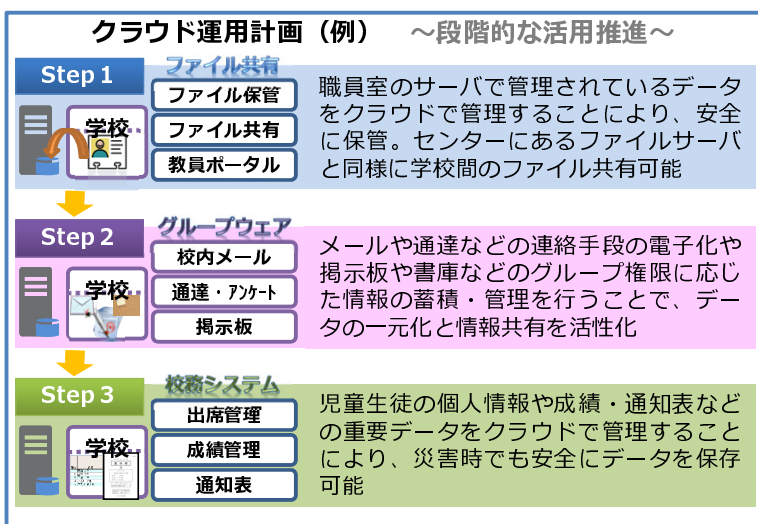 クラウド運用計画（例）　～段階的な活用推進～
Step 1
ファイル共有
学校
ファイル保管
ファイル共有
教員ポータル
職員室のサーバで管理されているデータ
をクラウドで管理することにより、安全
に保管。センターにあるファイルサーバ
と同様に学校間のファイル共有可能
Step 2
グループウェア
学校
校内メール
通達・ｱﾝｹｰﾄ
掲示板
メールや通達などの連絡手段の電子化や
掲示板や書庫などのグループ権限に応じ
た情報の蓄積・管理を行うことで、デー
タの一元化と情報共有を活性化
Step 3
校務システム
学校
出席管理
成績管理
通知表
児童生徒の個人情報や成績・通知表など
の重要データをクラウドで管理すること
により、災害時でも安全にデータを保存
可能